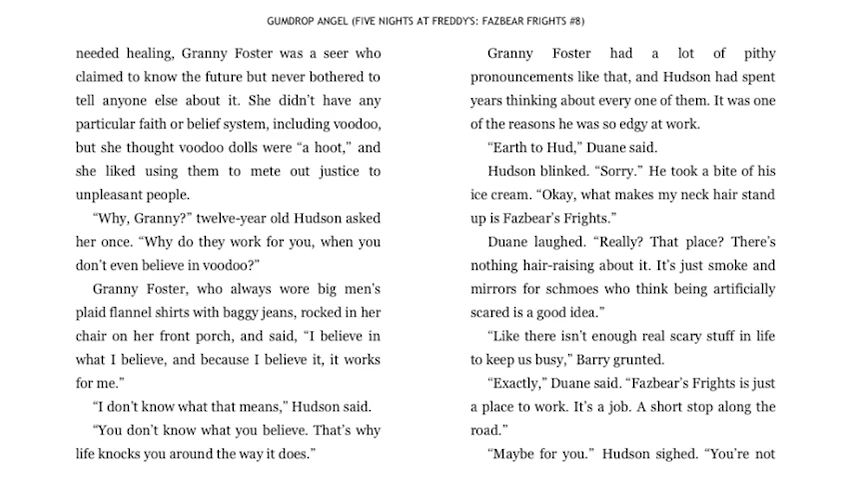 GUMDROP ANGEL (FIVE NIGHTS AT FREDDY'S: FAZBEAR FRIGHTS #8)
needed healing, Granny Foster was a seer who
claimed to know the future but never bothered to
tell anyone else about it. She didn’t have any
particular faith or belief system, including voodoo,
but she thought voodoo dolls were “a hoot,” and
she liked using them to mete out justice to
unpleasant people.
“Why, Granny?” twelve-year old Hudson asked
her once. “Why do they work for you, when you
don’t even believe in voodoo?”
Granny Foster, who always wore big men’s
plaid flannel shirts with baggy jeans, rocked in her
chair on her front porch, and said, “I believe in
what I believe, and because I believe it, it works
for me.”
“I don’t know what that means,” Hudson said.
“You don’t know what you believe. That’s why
life knocks you around the way it does.”
Granny Foster had a lot of pithy
pronouncements like that, and Hudson had spent
years thinking about every one of them. It was one
of the reasons he was so edgy at work.
“Earth to Hud,” Duane said.
Hudson blinked. “Sorry.” He took a bite of his
ice cream. “Okay, what makes my neck hair stand
up is Fazbear’s Frights.”
Duane laughed. “Really? That place? There’s
nothing hair-raising about it. It’s just smoke and
mirrors for schmoes who think being artificially
scared is a good idea.”
“Like there isn’t enough real scary stuff in life
to keep us busy,” Barry grunted.
“Exactly,” Duane said. “Fazbear’s Frights is just
a place to work. It’s a job. A short stop along the
road.”
“Maybe for you.” Hudson sighed. “You’re not